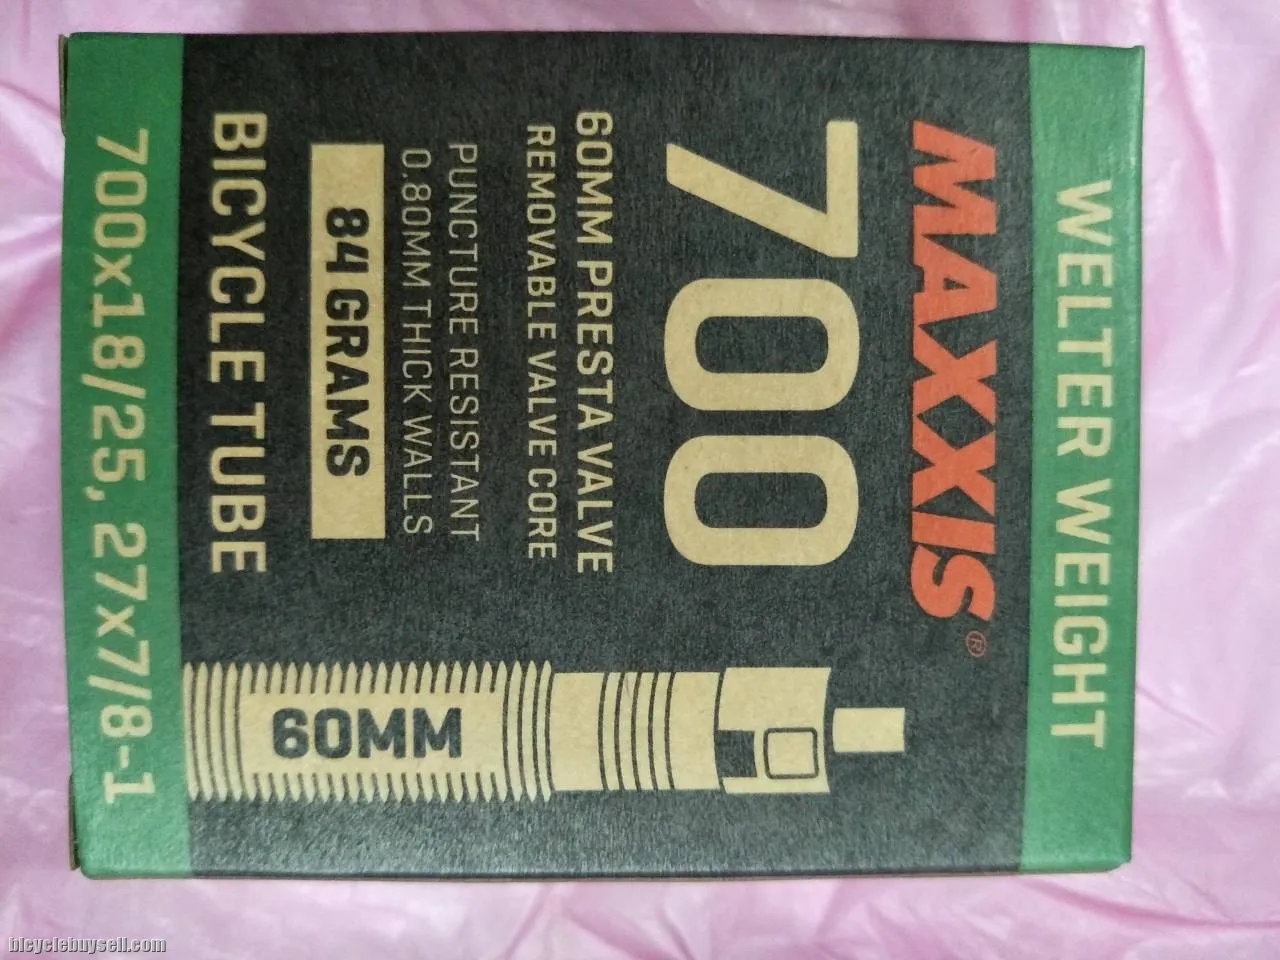 WELTER WEIGHT
MAXXIS®
700
60MM PRESTA VALVE
REMOVABLE VALVE CORE
PUNCTURE RESISTANT
0.80MM THICK WALLS
84 GRAMS
BICYCLE TUBE
60MM
700x18/25, 27x7/8-1
bicyclebuysell.com